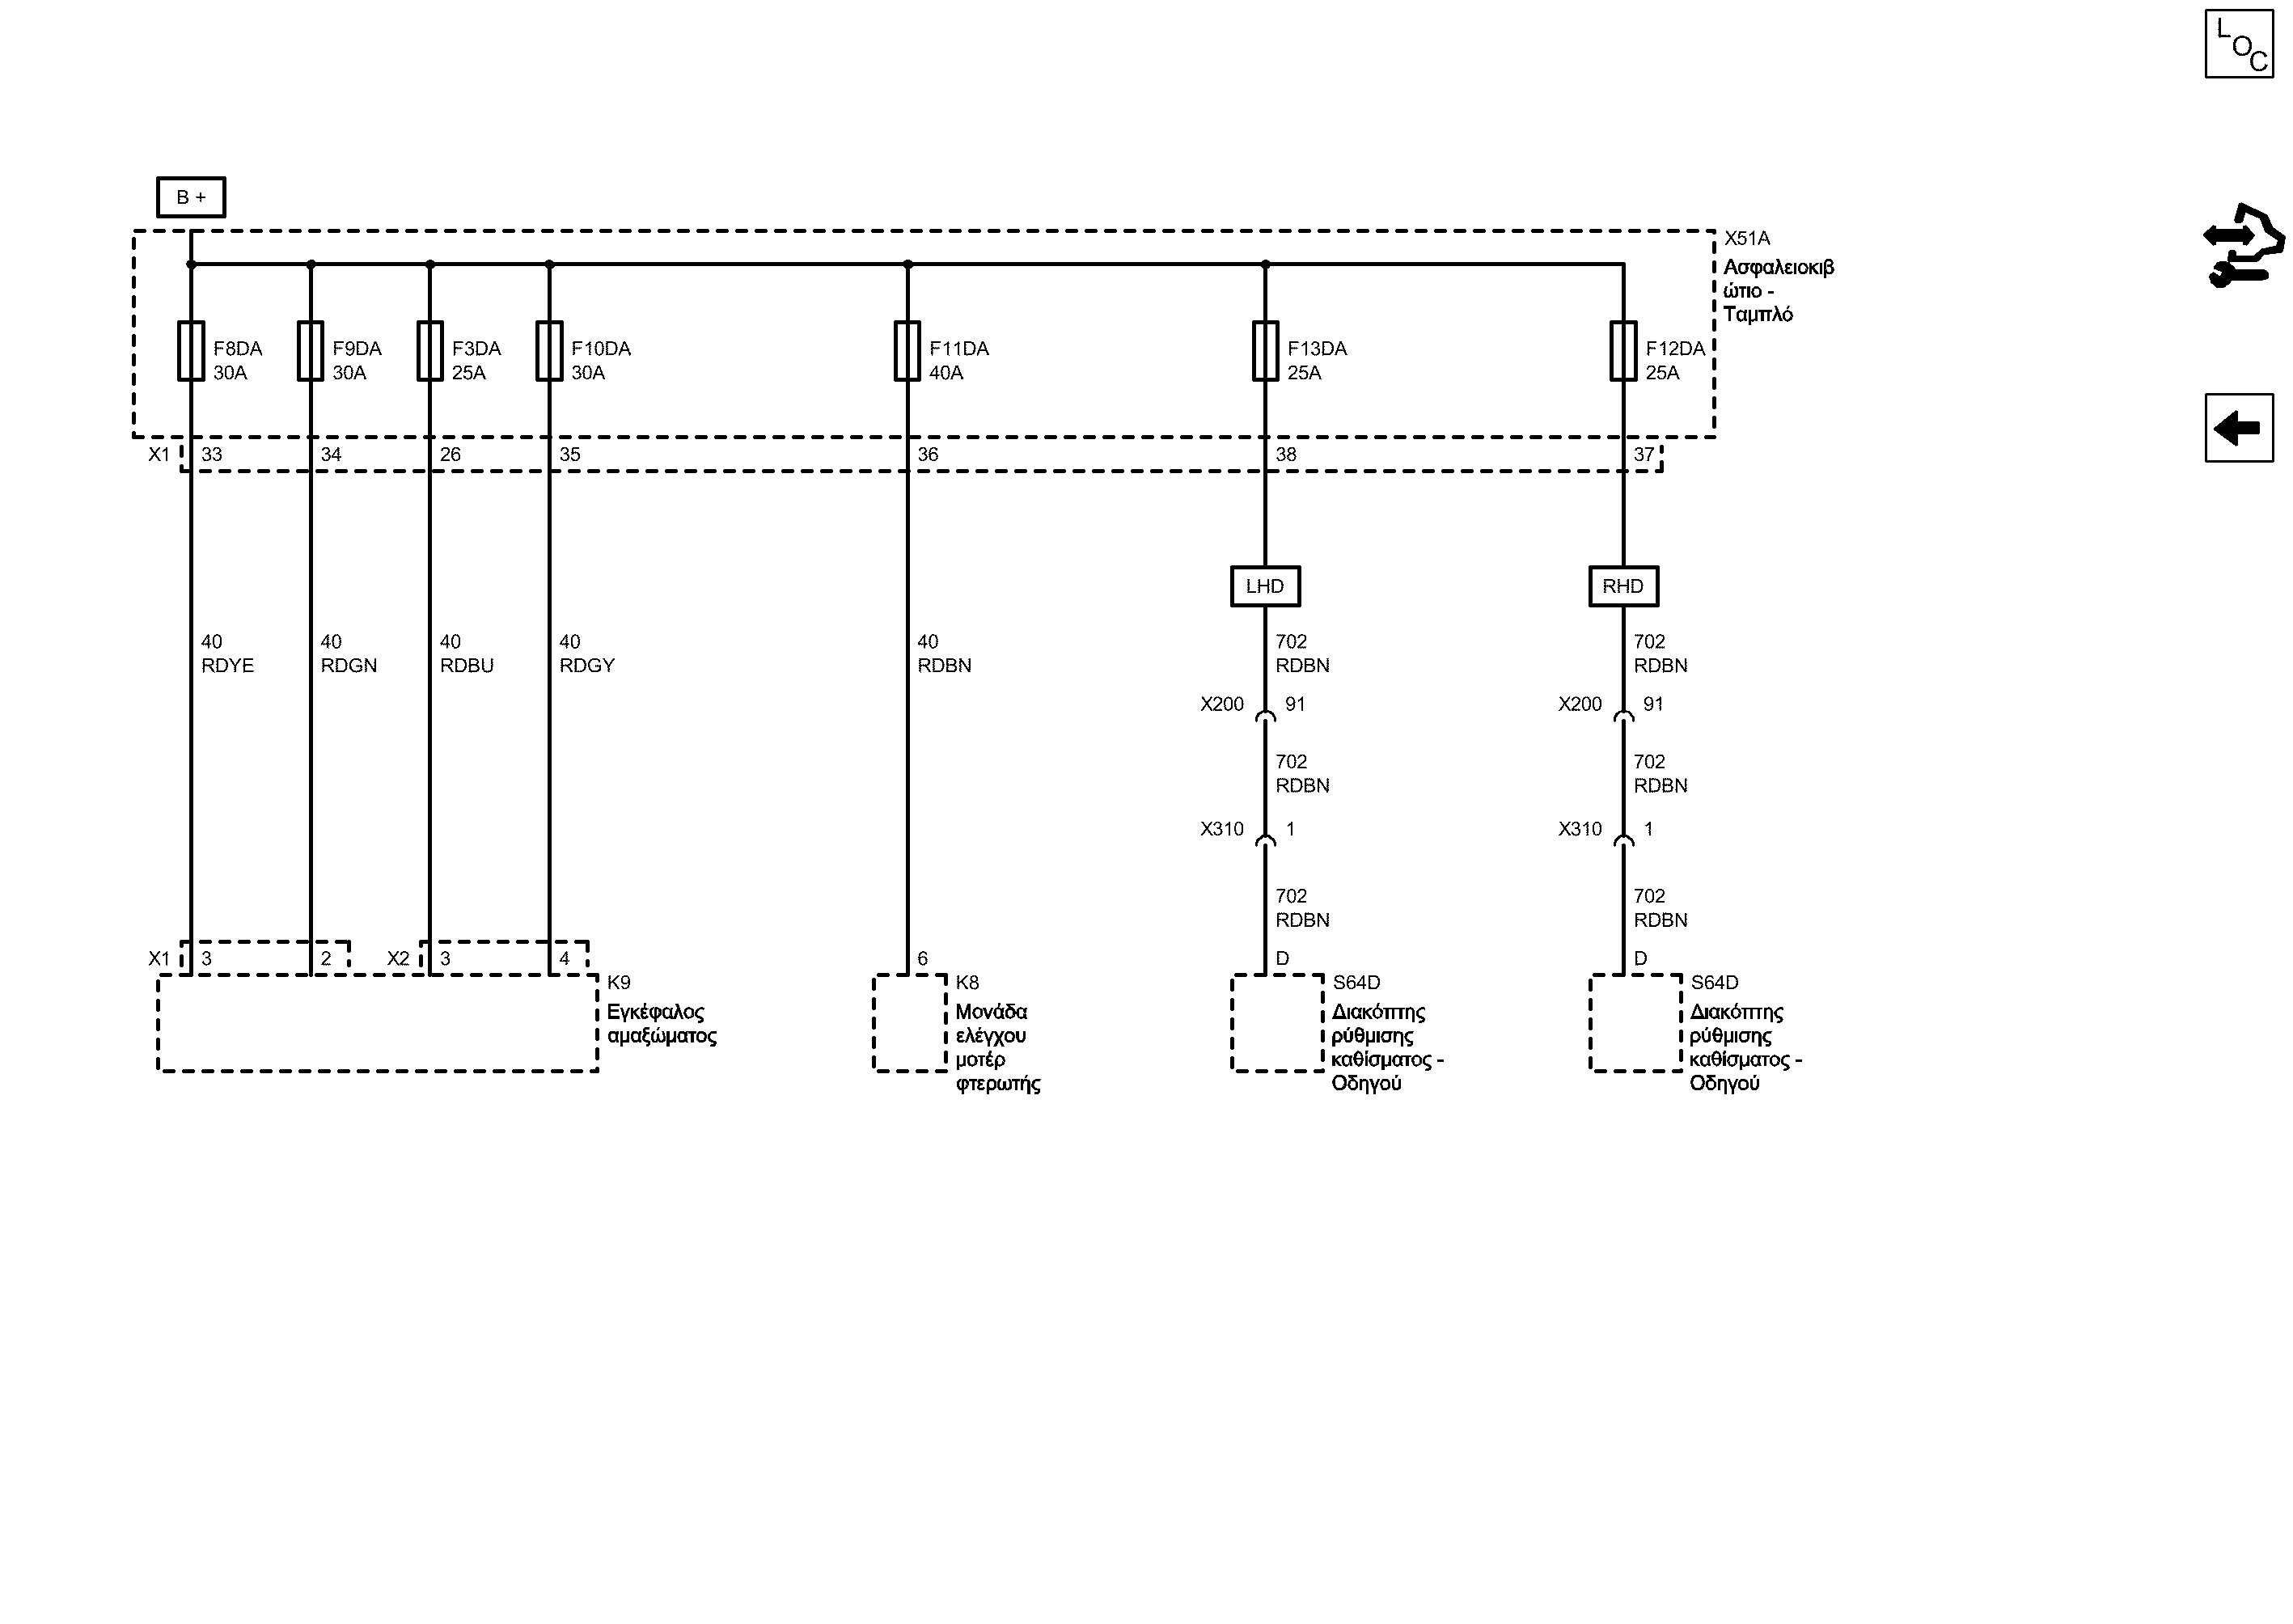 L
O
C
B +
X51A
Ασφαλειοκιβ
ώτιο -
Ταμπλό
F8DA
30A
F9DA
30A
F3DA
25A
F10DA
30A
F11DA
40A
F13DA
25A
F12DA
25A
X1 33 34 26 35 36 38 37
LHD RHD
40
RDYE
40
RDGN
40
RDBU
40
RDGY
40
RDBN
702
RDBN
702
RDBN
X200 91 X200 91
702
RDBN
702
RDBN
X310 1 X310 1
702
RDBN
702
RDBN
X1 3 2 X2 3 4 6 D D
K9
Εγκέφαλος
αμαξώματος
K8
Μονάδα
ελέγχου
μοτέρ
φτερωτής
S64D
Διακόπτης
ρύθμισης
καθίσματος -
Οδηγού
S64D
Διακόπτης
ρύθμισης
καθίσματος -
Οδηγού